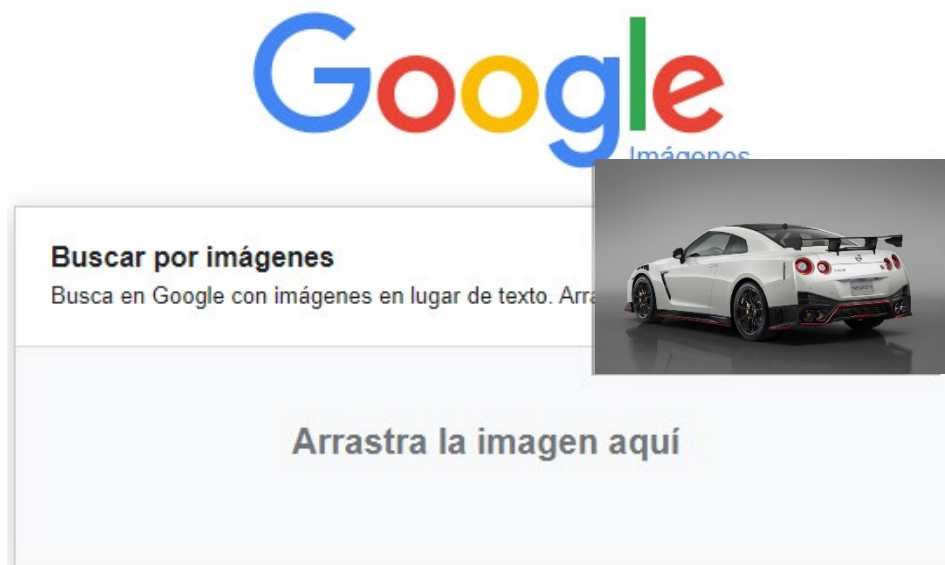 Google
Imágenes
Buscar por imágenes
Busca en Google con imágenes en lugar de texto. Arra
Arrastra la imagen aquí